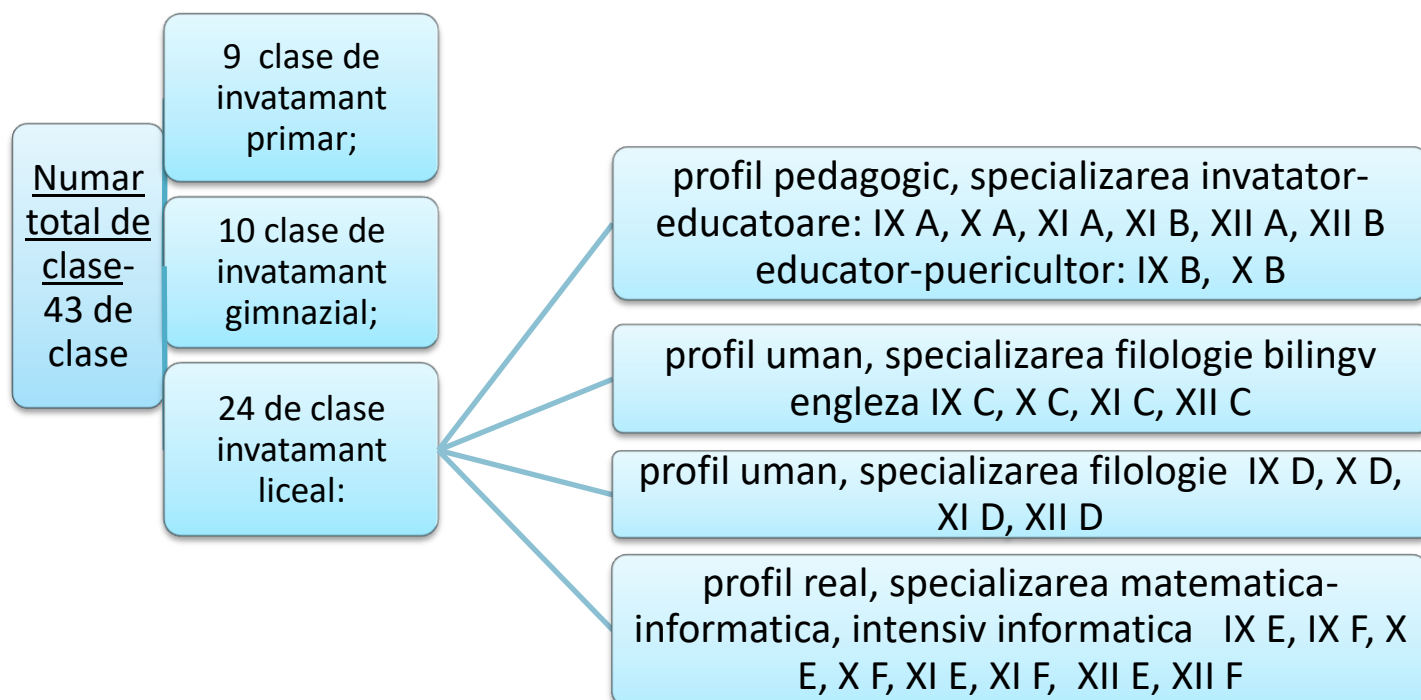 Numar
total de
clase-
43 de
clase
9 clase de
invatamant
primar;
10 clase de
invatamant
gimnazial;
24 de clase
invatamant
liceal:
profil pedagogic, specializarea invatator-
educatoare: IX A, X A, XI A, XI B, XII A, XII B
educator-puericultor: IX B, X B
profil uman, specializarea filologie bilingv
engleza IX C, X C, XI C, XII C
profil uman, specializarea filologie IX D, X D,
XI D, XII D
profil real, specializarea matematica-
informatica, intensiv informatica IX E, IX F, X
E, X F, XI E, XI F, XII E, XII F